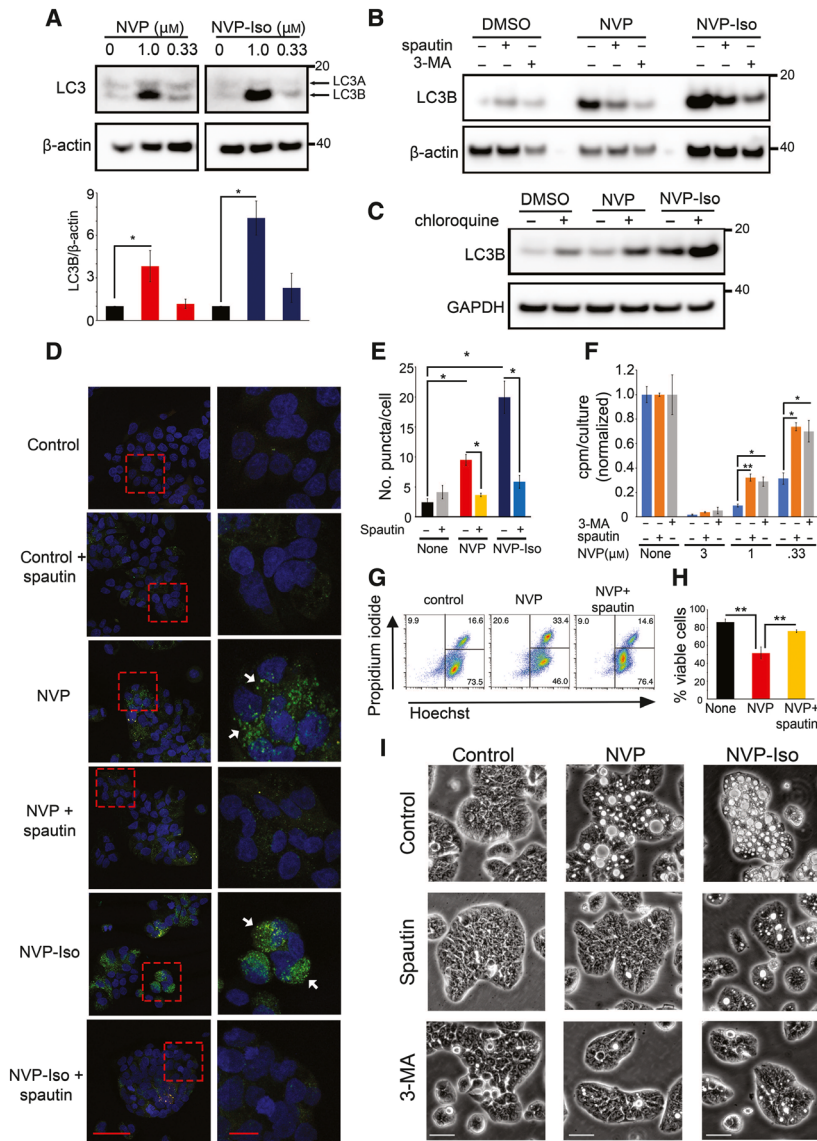 A
NVP (μM) NVP-Iso (μM)
0 1.0 0.33 0 1.0 0.33
20
LC3
LC3A
LC3B
β-actin
40
LC3B/β-actin
9
6
3
0
*
*
B
DMSO NVP NVP-Iso
spautin – + – – + – – + –
3-MA – – + – – + – – +
20
LC3B
β-actin
40
C
DMSO NVP NVP-Iso
chloroquine – + – + – +
20
LC3B
40
GAPDH
D
Control
Control +
spautin
NVP
NVP +
spautin
NVP-Iso
NVP-Iso +
spautin
E
No. puncta/cell
25
20
15
10
5
0
*
*
*
*
Spautin – + – + – +
None NVP NVP-Iso
F
cpm/culture
(normalized)
1.2
1.0
0.8
0.6
0.4
0.2
0
*
**
*
*
3-MA – – + – – + – – + – – +
spautin – + – – + – – + – – + –
NVP(μM) None 3 1 .33
G
control NVP NVP+
spautin
9.9 16.6 20.6 33.4 9.0 14.6
73.5 46.0 76.4
Propidium iodide
Hoechst
H
% viable cells
100
80
60
40
20
0
** **
None NVP NVP+
spautin
I
Control NVP NVP-Iso
Control
Spautin
3-MA